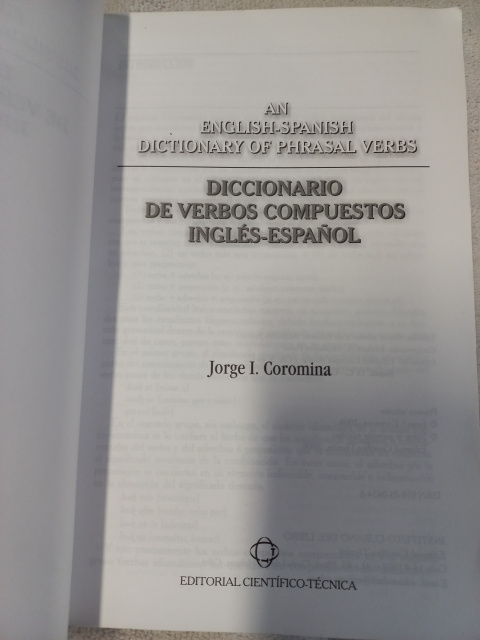 AN
ENGLISH-SPANISH
DICTIONARY OF PHRASAL VERBS
DICCIONARIO
DE VERBOS COMPUESTOS
INGLÉS-ESPAÑOL
Jorge I. Coromina
EDITORIAL CIENTÍFICO-TÉCNICA